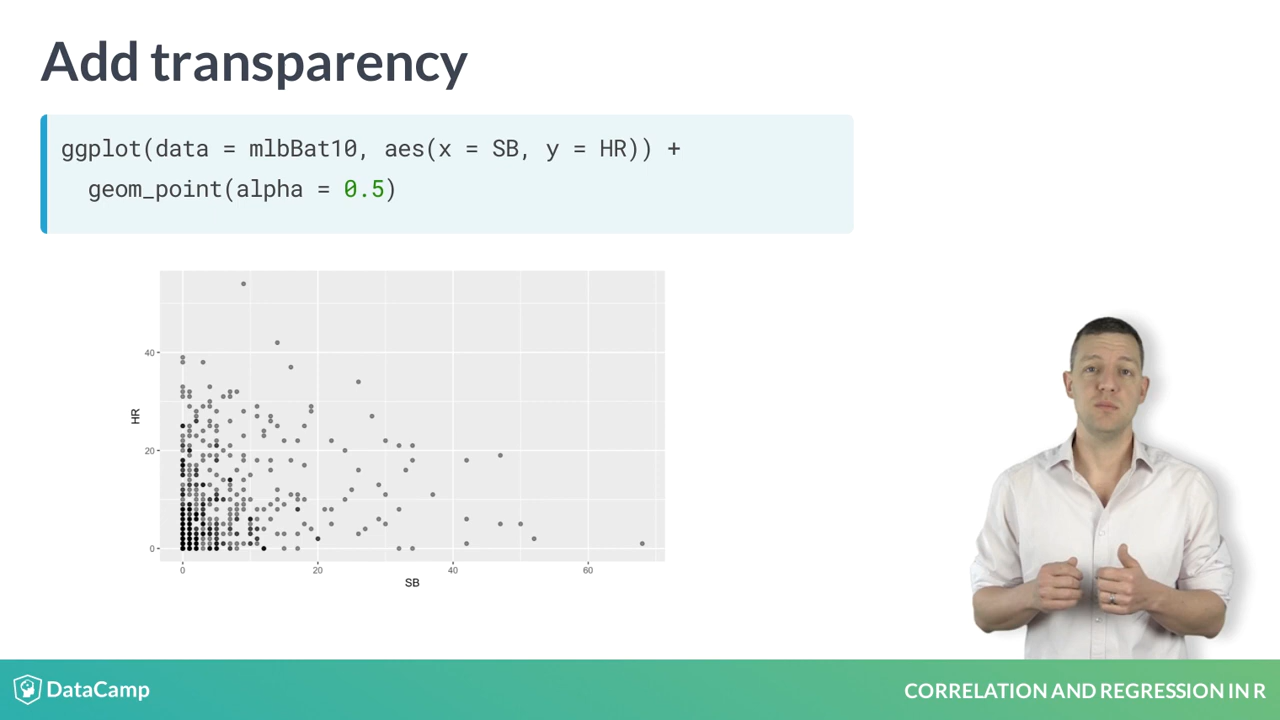 Add transparency
ggplot(data = mlbBat10, aes(x = SB, y = HR)) +
geom_point(alpha = 0.5)
40
HR
20
0
0 20 40 60
SB
DataCamp
CORRELATION AND REGRESSION IN R